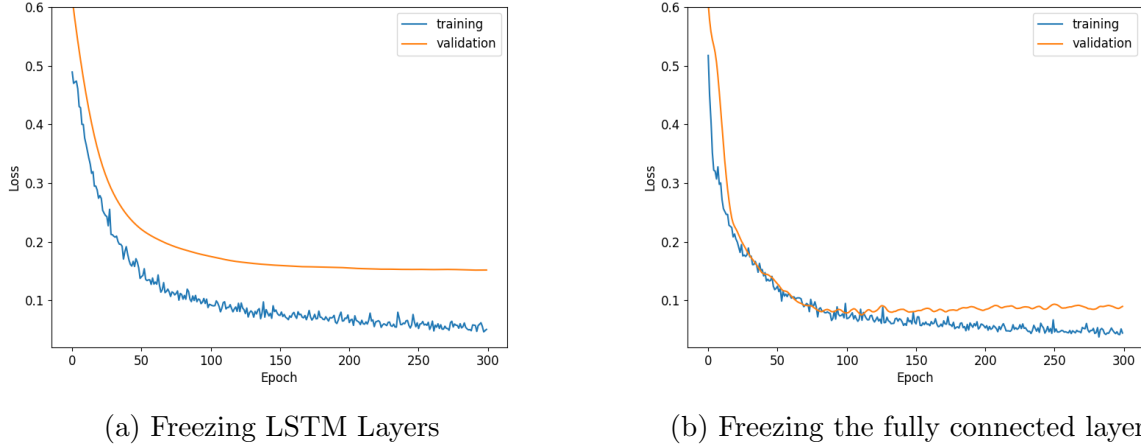 0.6
0.5
0.4
0.3
0.2
0.1
Loss
0 50 100 150 200 250 300
Epoch
training
validation
(a) Freezing LSTM Layers
0.6
0.5
0.4
0.3
0.2
0.1
Loss
0 50 100 150 200 250 300
Epoch
training
validation
(b) Freezing the fully connected layer